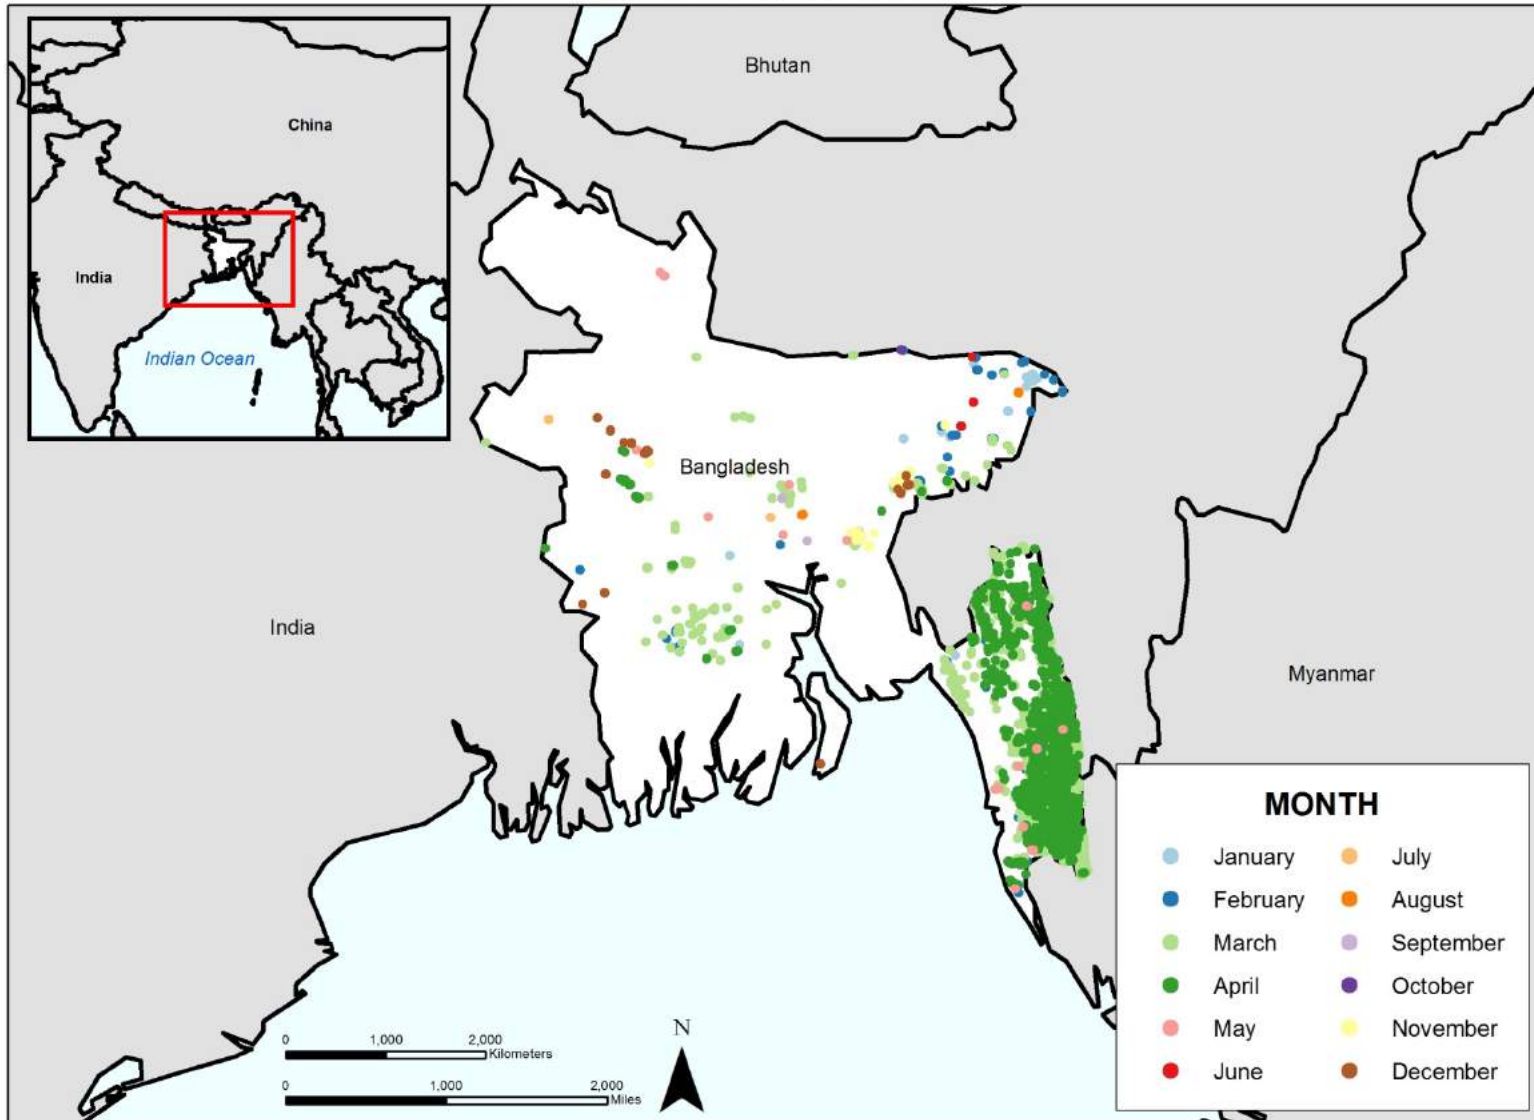 China
India
Indian Ocean
Bhutan
Bangladesh
India
Myanmar
MONTH
January
February
March
April
May
June
July
August
September
October
November
December
N
0 1,000 2,000
Kilometers
0 1,000 2,000
Miles